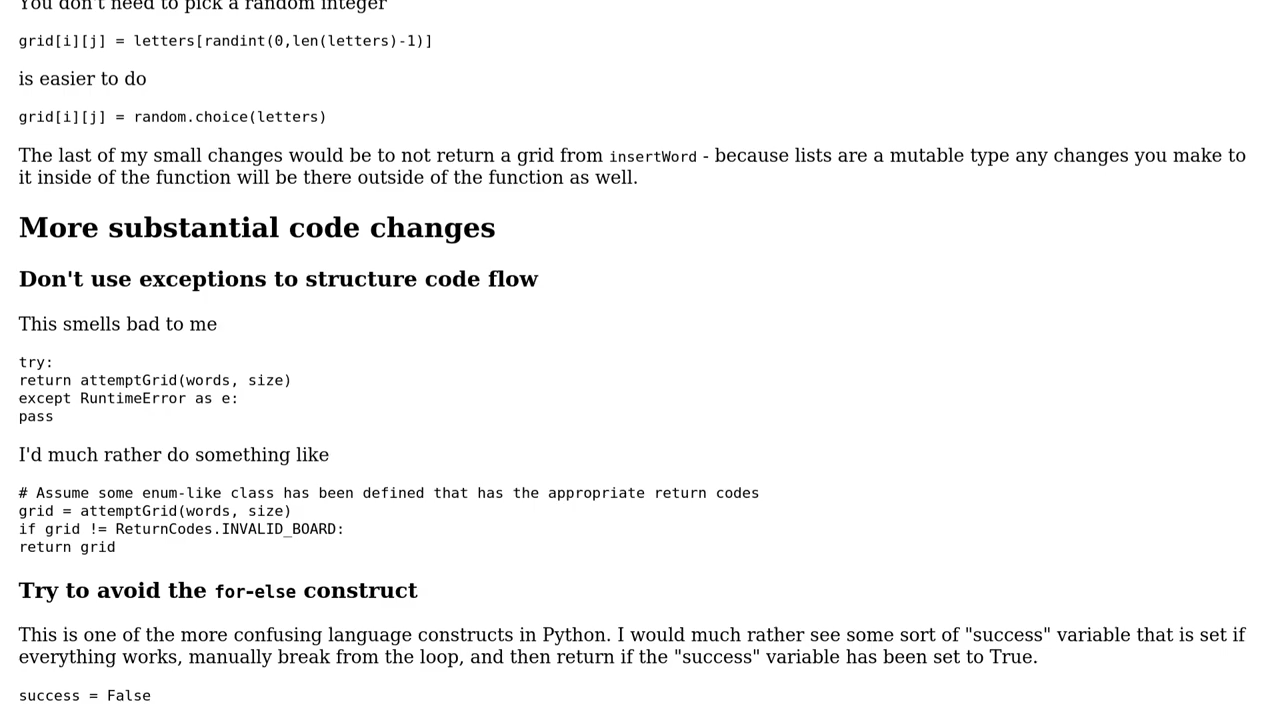 You don't need to pick a random integer
grid[i][j] = letters[randint(0,len(letters)-1)]
is easier to do
grid[i][j] = random.choice(letters)
The last of my small changes would be to not return a grid from insertWord - because lists are a mutable type any changes you make to
it inside of the function will be there outside of the function as well.
More substantial code changes
Don't use exceptions to structure code flow
This smells bad to me
try:
return attemptGrid(words, size)
except RuntimeError as e:
pass
I'd much rather do something like
# Assume some enum-like class has been defined that has the appropriate return codes
grid = attemptGrid(words, size)
if grid != ReturnCodes.INVALID_BOARD:
return grid
Try to avoid the for-else construct
This is one of the more confusing language constructs in Python. I would much rather see some sort of "success" variable that is set if
everything works, manually break from the loop, and then return if the "success" variable has been set to True.
success = False